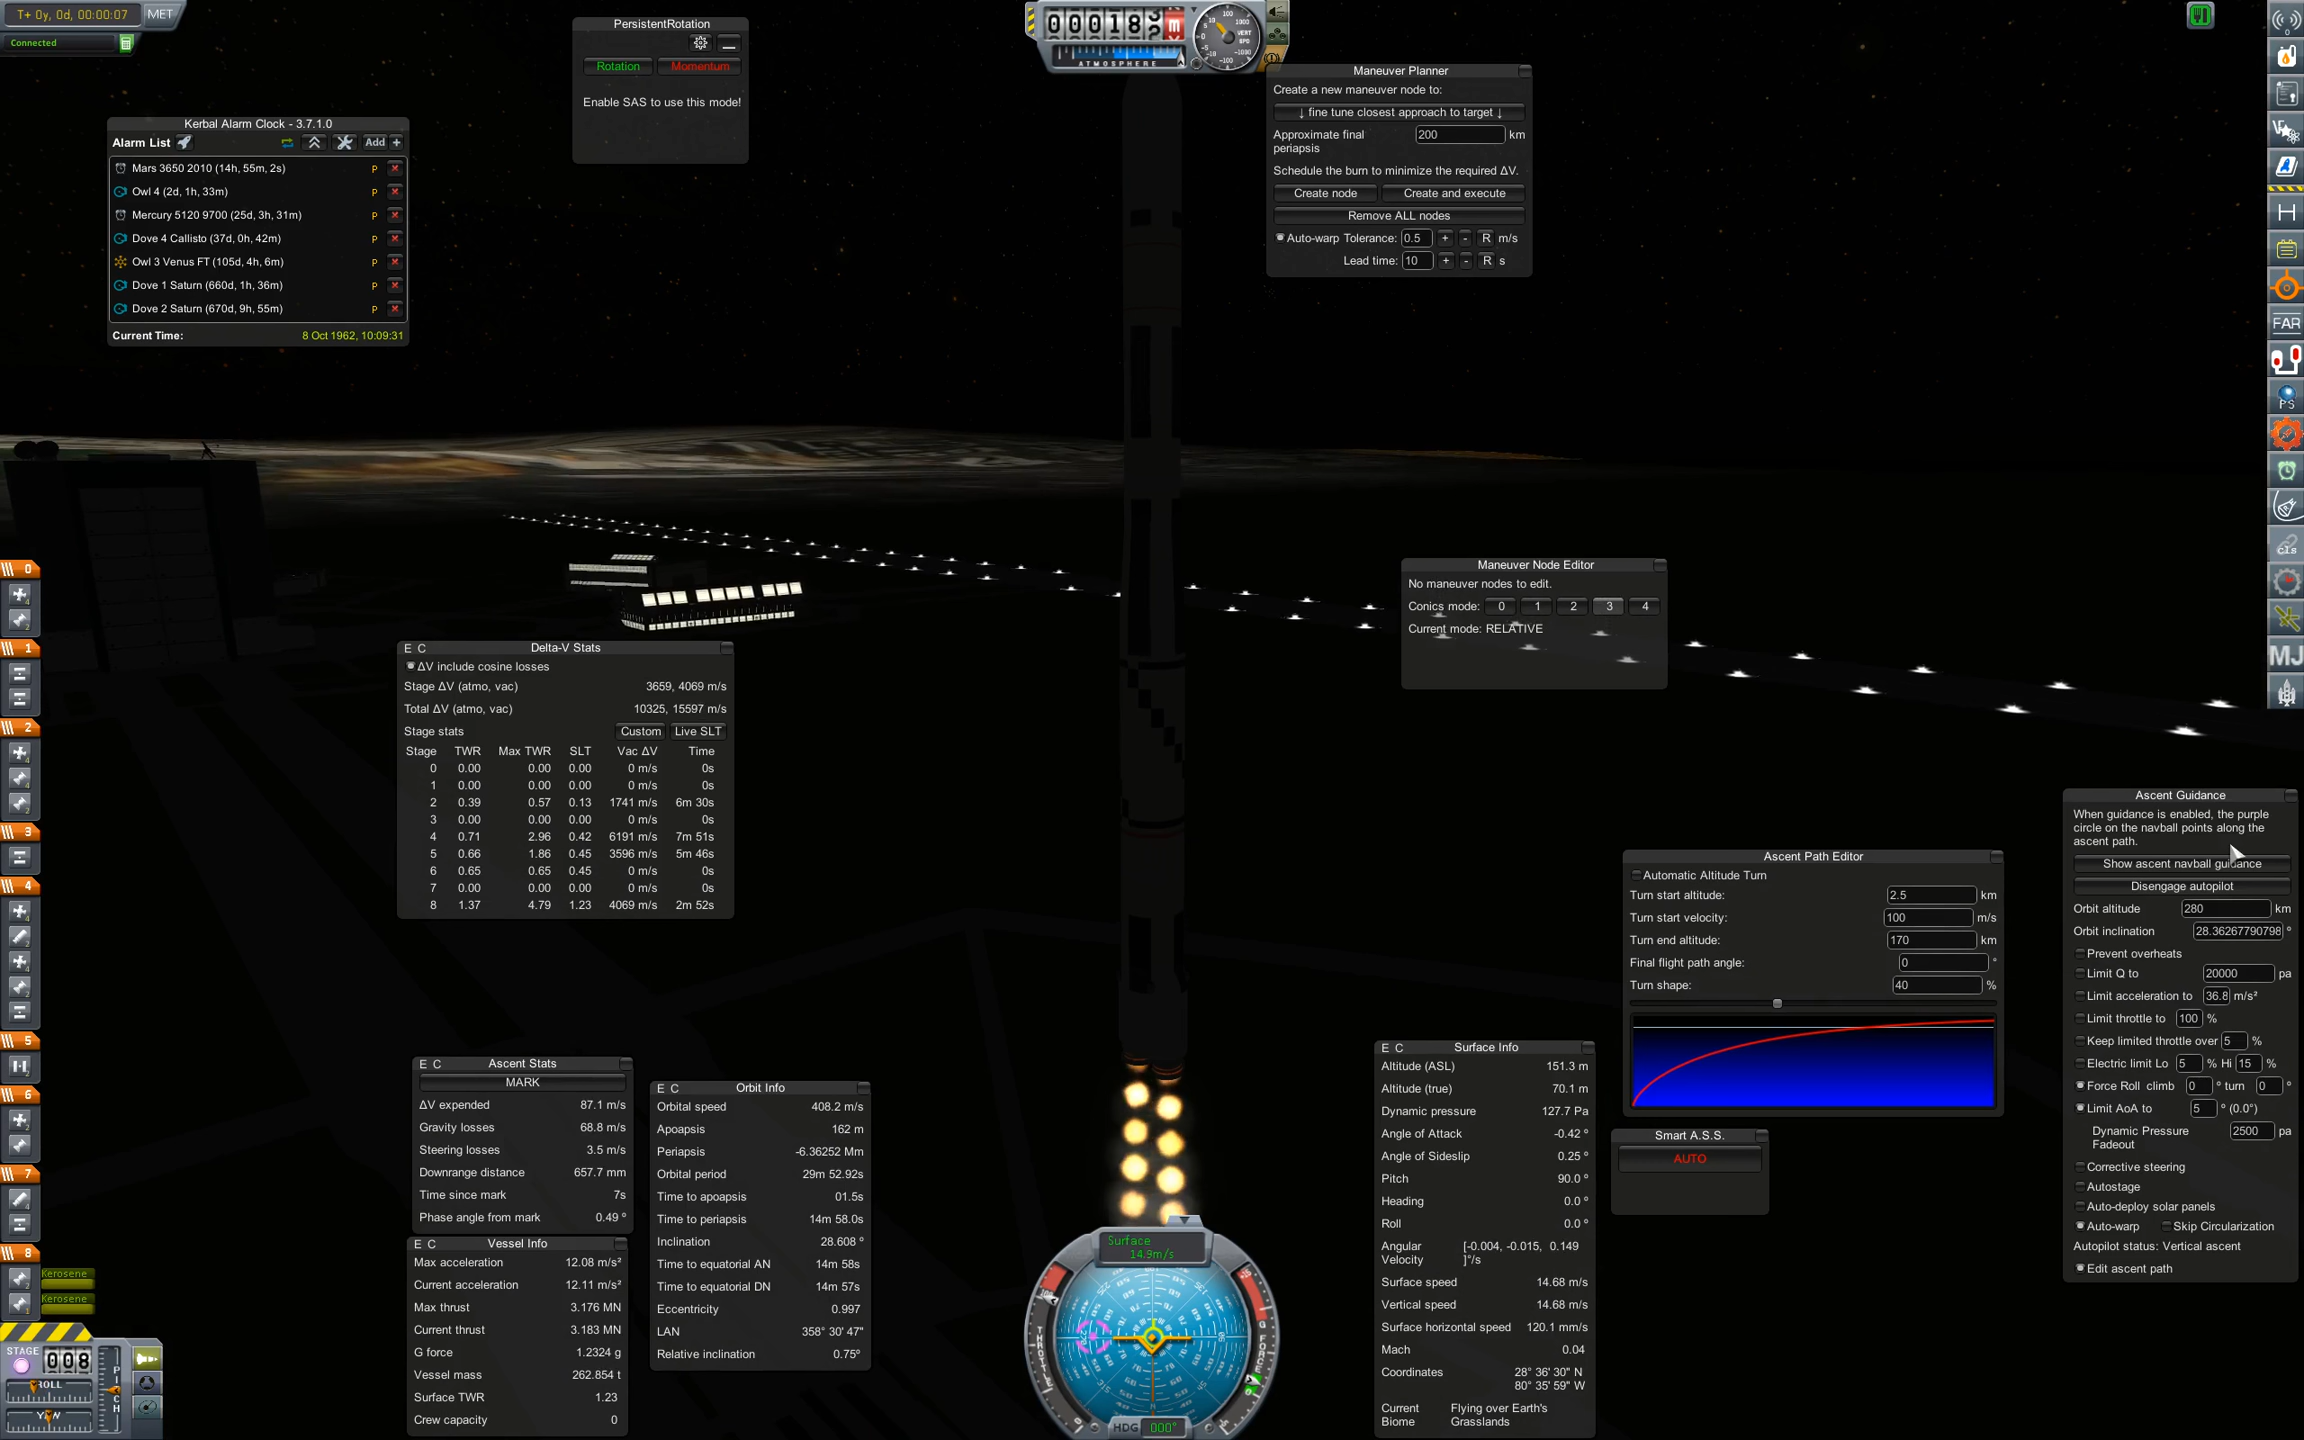 T+ 0y, 0d, 00:00:07 MET
Connected
PersistentRotation
Rotation Momentum
Enable SAS to use this mode!
Kerbal Alarm Clock - 3.7.1.0
Alarm List Add +
Mars 3650 2010 (14h, 55m, 2s) P
Owl 4 (2d, 1h, 33m) P
Mercury 5120 9700 (25d, 3h, 31m) P
Dove 4 Callisto (37d, 0h, 42m) P
Owl 3 Venus FT (105d, 4h, 6m) P
Dove 1 Saturn (660d, 1h, 36m) P
Dove 2 Saturn (670d, 9h, 55m) P
Current Time: 8 Oct 1962, 10:09:31
ATMOSPHERE
Maneuver Planner
Create a new maneuver node to:
↓ fine tune closest approach to target ↓
Approximate final periapsis 200 km
Schedule the burn to minimize the required ΔV.
Create node Create and execute
Remove ALL nodes
Auto-warp Tolerance: 0.5 + - R m/s
Lead time: 10 + - R s
Maneuver Node Editor
No maneuver nodes to edit.
Conics mode: 0 1 2 3 4
Current mode: RELATIVE
E C Delta-V Stats
ΔV include cosine losses
Stage ΔV (atmo, vac) 3659, 4069 m/s
Total ΔV (atmo, vac) 10325, 15597 m/s
Stage stats Custom Live SLT
Stage TWR Max TWR SLT Vac ΔV Time
0 0.00 0.00 0.00 0 m/s 0s
1 0.00 0.00 0.00 0 m/s 0s
2 0.39 0.57 0.13 1741 m/s 6m 30s
3 0.00 0.00 0.00 0 m/s 0s
4 0.71 2.96 0.42 6191 m/s 7m 51s
5 0.66 1.86 0.45 3596 m/s 5m 46s
6 0.65 0.65 0.45 0 m/s 0s
7 0.00 0.00 0.00 0 m/s 0s
8 1.37 4.79 1.23 4069 m/s 2m 52s
E C Ascent Stats
MARK
ΔV expended 87.1 m/s
Gravity losses 68.8 m/s
Steering losses 3.5 m/s
Downrange distance 657.7 mm
Time since mark 7s
Phase angle from mark 0.49 º
E C Vessel Info
Max acceleration 12.08 m/s²
Current acceleration 12.11 m/s²
Max thrust 3.176 MN
Current thrust 3.183 MN
G force 1.2324 g
Vessel mass 262.854 t
Surface TWR 1.23
Crew capacity 0
E C Orbit Info
Orbital speed 408.2 m/s
Apoapsis 162 m
Periapsis -6.36252 Mm
Orbital period 29m 52.92s
Time to apoapsis 01.5s
Time to periapsis 14m 58.0s
Inclination 28.608 º
Time to equatorial AN 14m 58s
Time to equatorial DN 14m 57s
Eccentricity 0.997
LAN 358° 30' 47"
Relative inclination 0.75º
Surface
14.9m/s
HDG 000°
E C Surface Info
Altitude (ASL) 151.3 m
Altitude (true) 70.1 m
Dynamic pressure 127.7 Pa
Angle of Attack -0.42 º
Angle of Sideslip 0.25 º
Pitch 90.0 º
Heading 0.0 º
Roll 0.0 º
Angular Velocity [-0.004, -0.015, 0.149 ]°/s
Surface speed 14.68 m/s
Vertical speed 14.68 m/s
Surface horizontal speed 120.1 mm/s
Mach 0.04
Coordinates 28° 36' 30" N
80° 35' 59" W
Current Biome Flying over Earth's Grasslands
Ascent Path Editor
Automatic Altitude Turn
Turn start altitude: 2.5 km
Turn start velocity: 100 m/s
Turn end altitude: 170 km
Final flight path angle: 0 °
Turn shape: 40 %
Smart A.S.S.
AUTO
Ascent Guidance
When guidance is enabled, the purple
circle on the navball points along the
ascent path.
Show ascent navball guidance
Disengage autopilot
Orbit altitude 280 km
Orbit inclination 28.36267790798 º
Prevent overheats
Limit Q to 20000 pa
Limit acceleration to 36.8 m/s²
Limit throttle to 100 %
Keep limited throttle over 5 %
Electric limit Lo 5 % Hi 15 %
Force Roll climb 0 º turn 0 º
Limit AoA to 5 º (0.0°)
Dynamic Pressure Fadeout 2500 pa
Corrective steering
Autostage
Auto-deploy solar panels
Auto-warp Skip Circularization
Autopilot status: Vertical ascent
Edit ascent path
0
1
2
3
4
5
6
7
8
Kerosene
Kerosene
STAGE 008
ROLL
YAW
PITCH
FAR
PS
cls
MJ